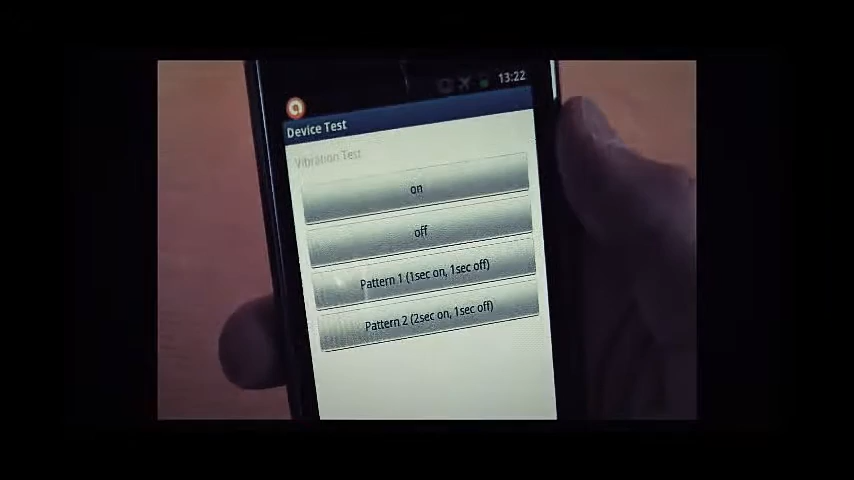 13:22
Device Test
Vibration Test
on
off
Pattern 1 (1sec on, 1sec off)
Pattern 2 (2sec on, 1sec off)